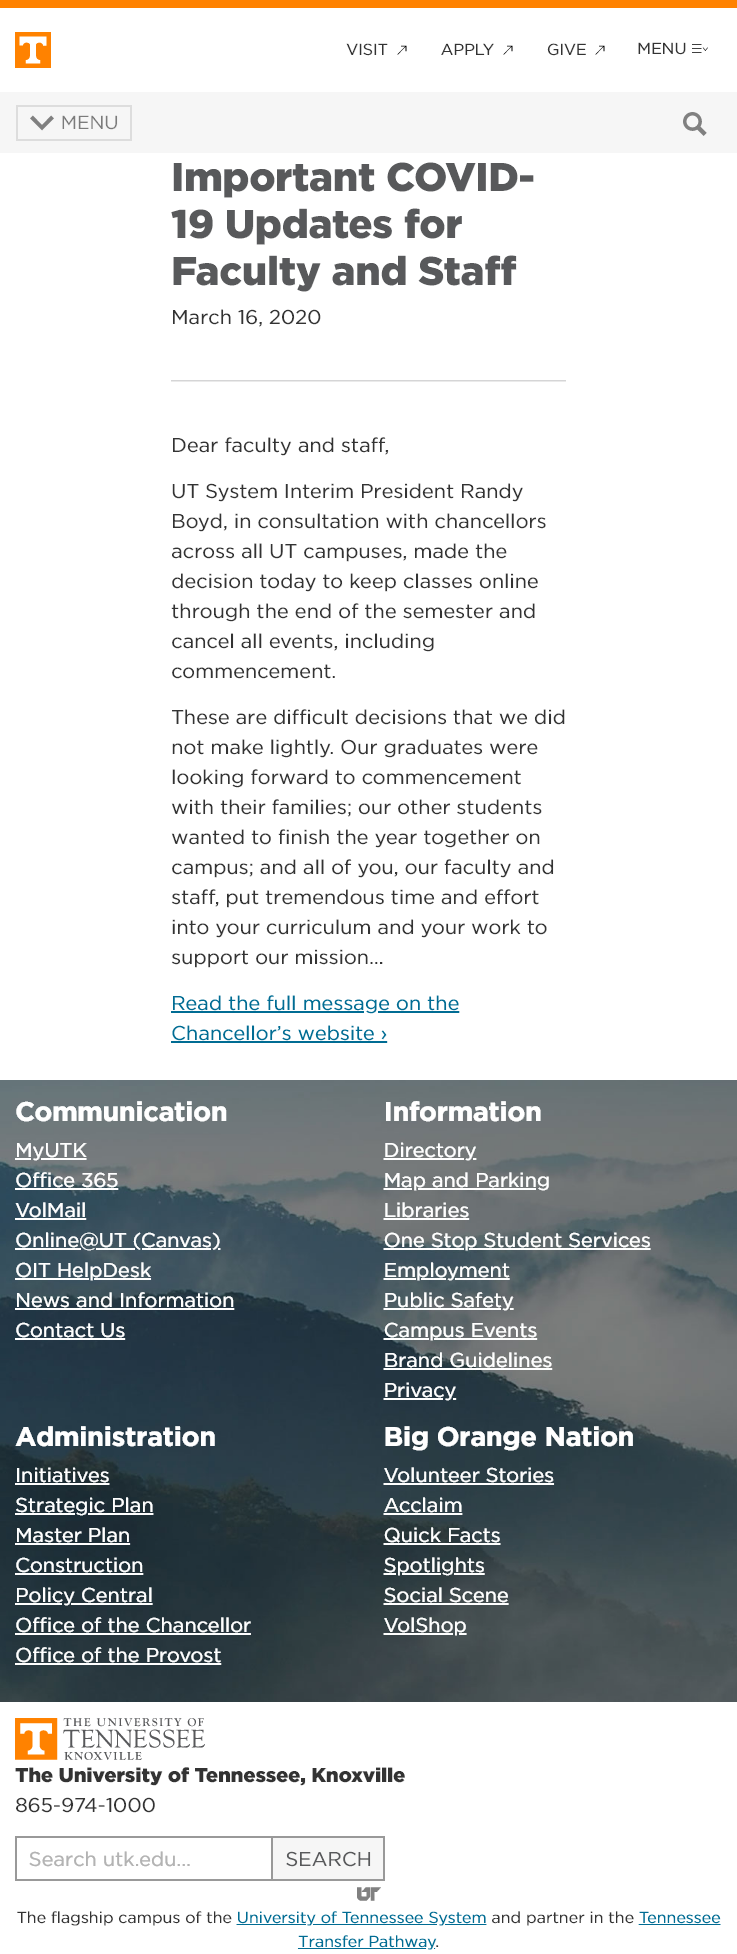 T
VISIT
APPLY
GIVE
MENU
MENU
Important COVID-
19 Updates for
Faculty and Staff
March 16, 2020
Dear faculty and staff,
UT System Interim President Randy
Boyd, in consultation with chancellors
across all UT campuses, made the
decision today to keep classes online
through the end of the semester and
cancel all events, including
commencement.
These are difficult decisions that we did
not make lightly. Our graduates were
looking forward to commencement
with their families; our other students
wanted to finish the year together on
campus; and all of you, our faculty and
staff, put tremendous time and effort
into your curriculum and your work to
support our mission...
Read the full message on the
Chancellor’s website ›
Communication
MyUTK
Office 365
VolMail
Online@UT (Canvas)
OIT HelpDesk
News and Information
Contact Us
Information
Directory
Map and Parking
Libraries
One Stop Student Services
Employment
Public Safety
Campus Events
Brand Guidelines
Privacy
Administration
Initiatives
Strategic Plan
Master Plan
Construction
Policy Central
Office of the Chancellor
Office of the Provost
Big Orange Nation
Volunteer Stories
Acclaim
Quick Facts
Spotlights
Social Scene
VolShop
T
THE UNIVERSITY OF
TENNESSEE
KNOXVILLE
The University of Tennessee, Knoxville
865-974-1000
Search utk.edu...
SEARCH
UT
The flagship campus of the University of Tennessee System and partner in the Tennessee
Transfer Pathway.